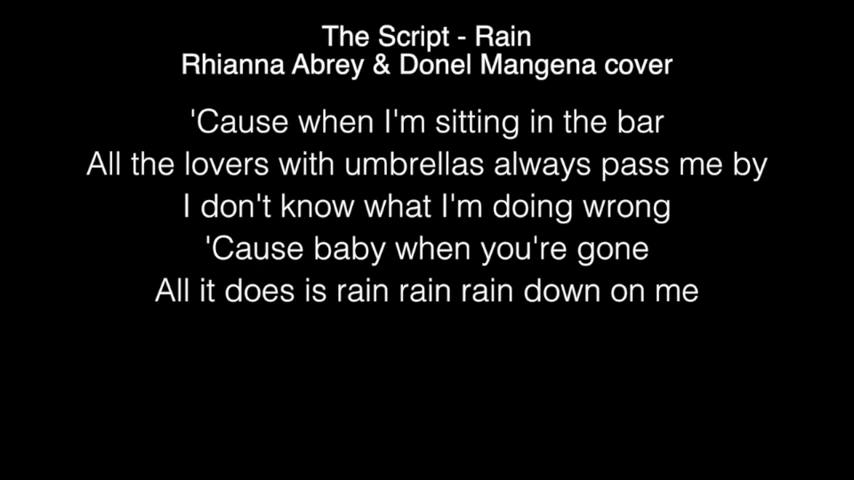 The Script - Rain
Rhianna Abrey & Donel Mangena cover
'Cause when I'm sitting in the bar
All the lovers with umbrellas always pass me by
I don't know what I'm doing wrong
'Cause baby when you're gone
All it does is rain rain rain down on me